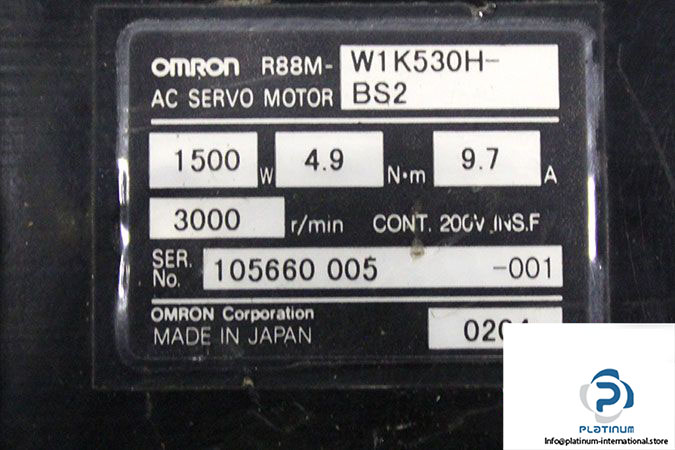 OMRON R88M- W1K530H-
AC SERVO MOTOR BS2
1500 W 4.9 N·m 9.7 A
3000 r/min CONT. 200V INS.F
SER. No. 105660 005 -001
OMRON Corporation
MADE IN JAPAN
PLATINUM
Info@platinum-international.store